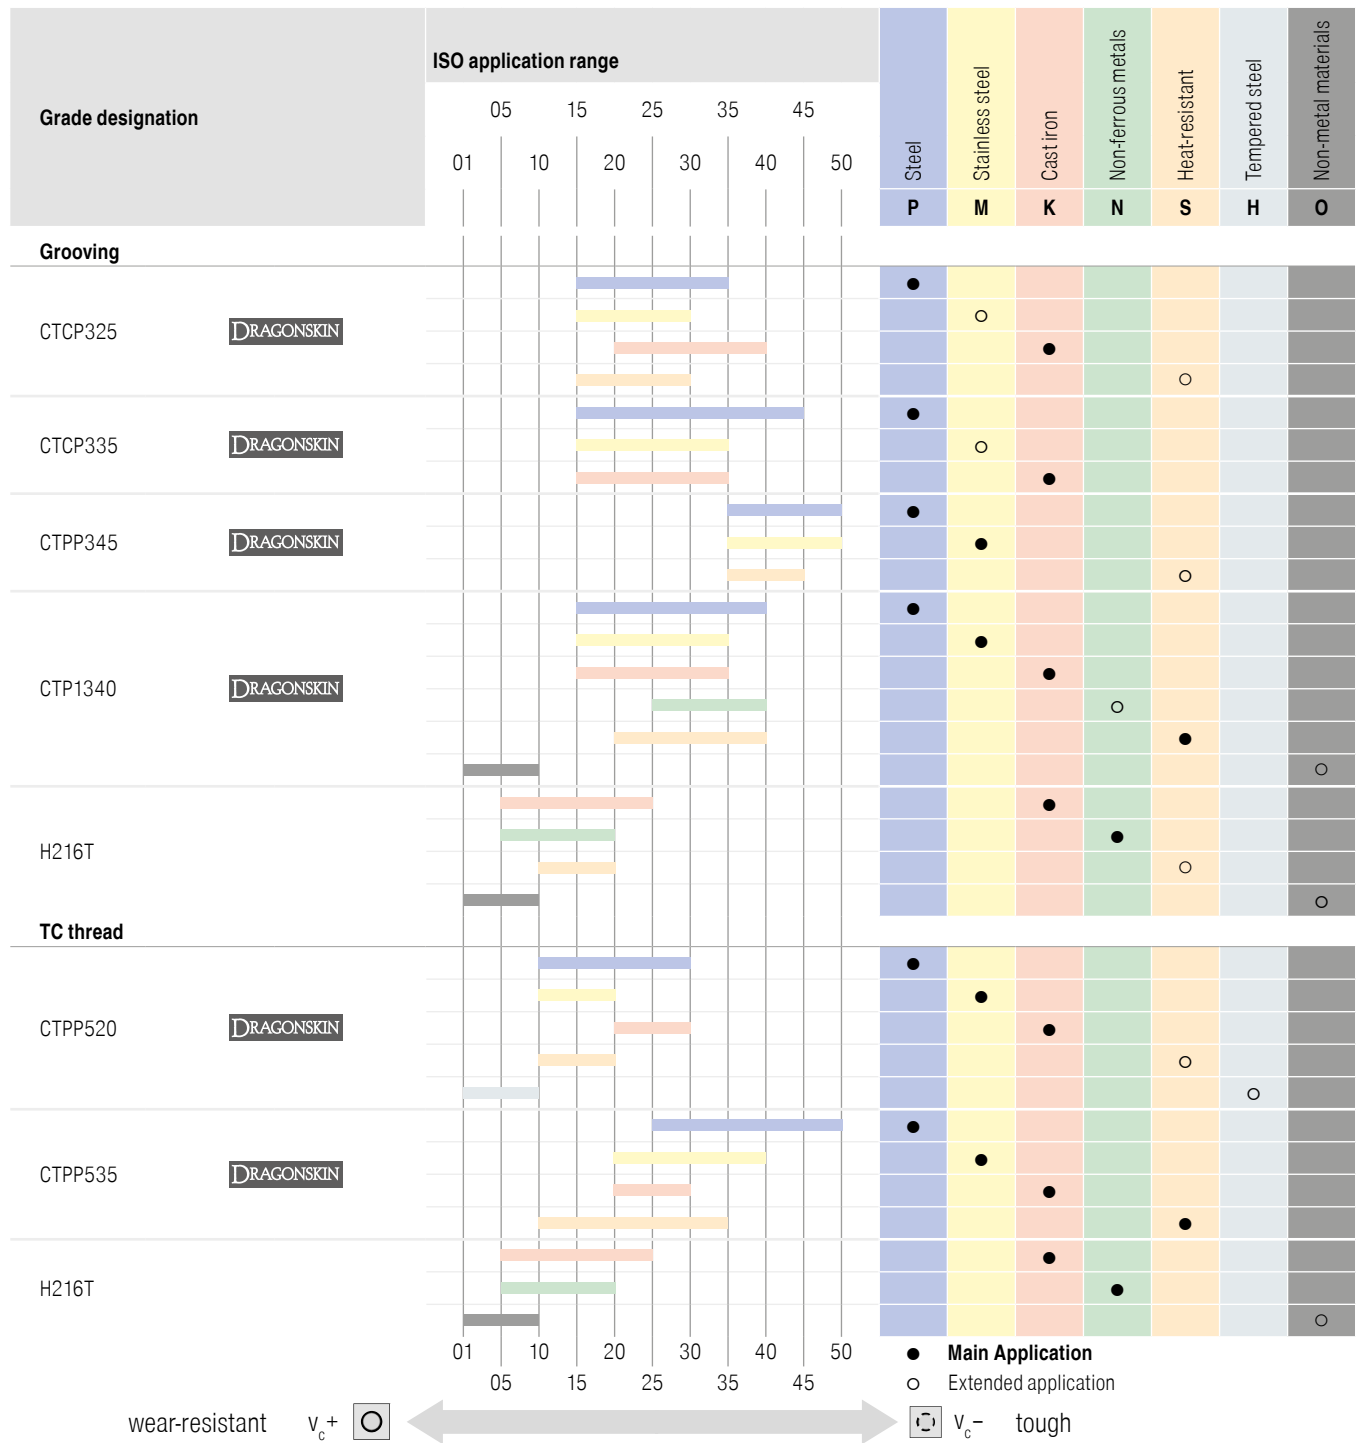 Grade designation
ISO application range
05 15 25 35 45
01 10 20 30 40 50
Steel
Stainless steel
Cast iron
Non-ferrous metals
Heat-resistant
Tempered steel
Non-metal materials
P M K N S H O
Grooving
CTCP325 DRAGONSKIN
CTCP335 DRAGONSKIN
CTPP345 DRAGONSKIN
CTP1340 DRAGONSKIN
H216T
TC thread
CTPP520 DRAGONSKIN
CTPP535 DRAGONSKIN
H216T
01 10 20 30 40 50
05 15 25 35 45
● Main Application
○ Extended application
wear-resistant vc+
vc– tough